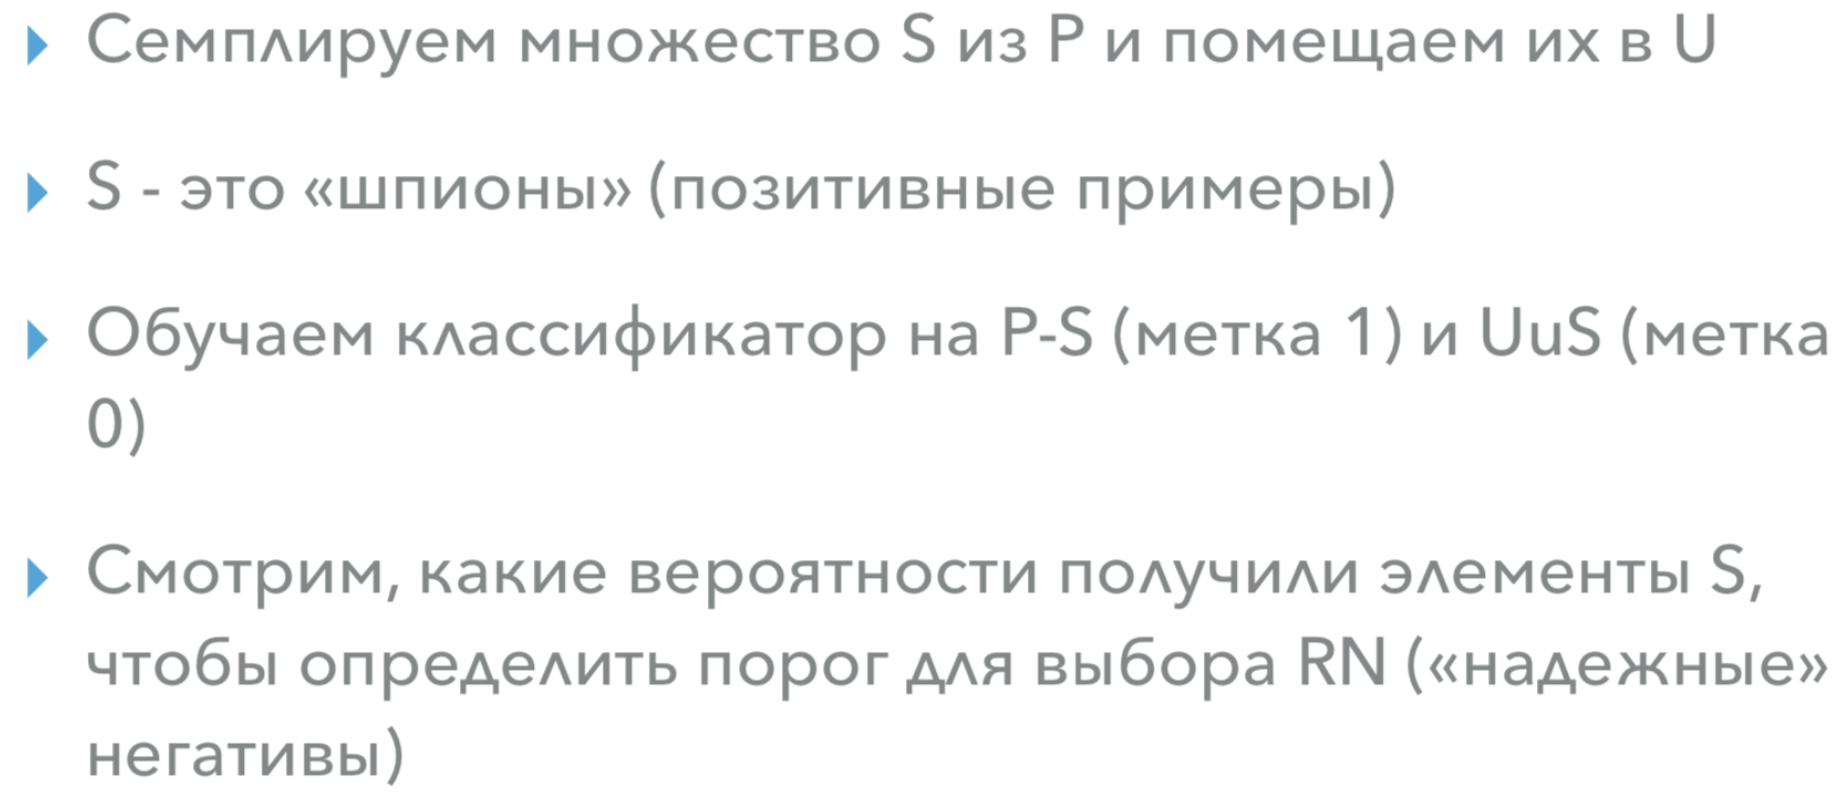 Семплируем множество S из P и помещаем их в U
S - это «шпионы» (позитивные примеры)
Обучаем классификатор на P-S (метка 1) и UuS (метка
0)
Смотрим, какие вероятности получили элементы S,
чтобы определить порог для выбора RN («надежные»
негативы)